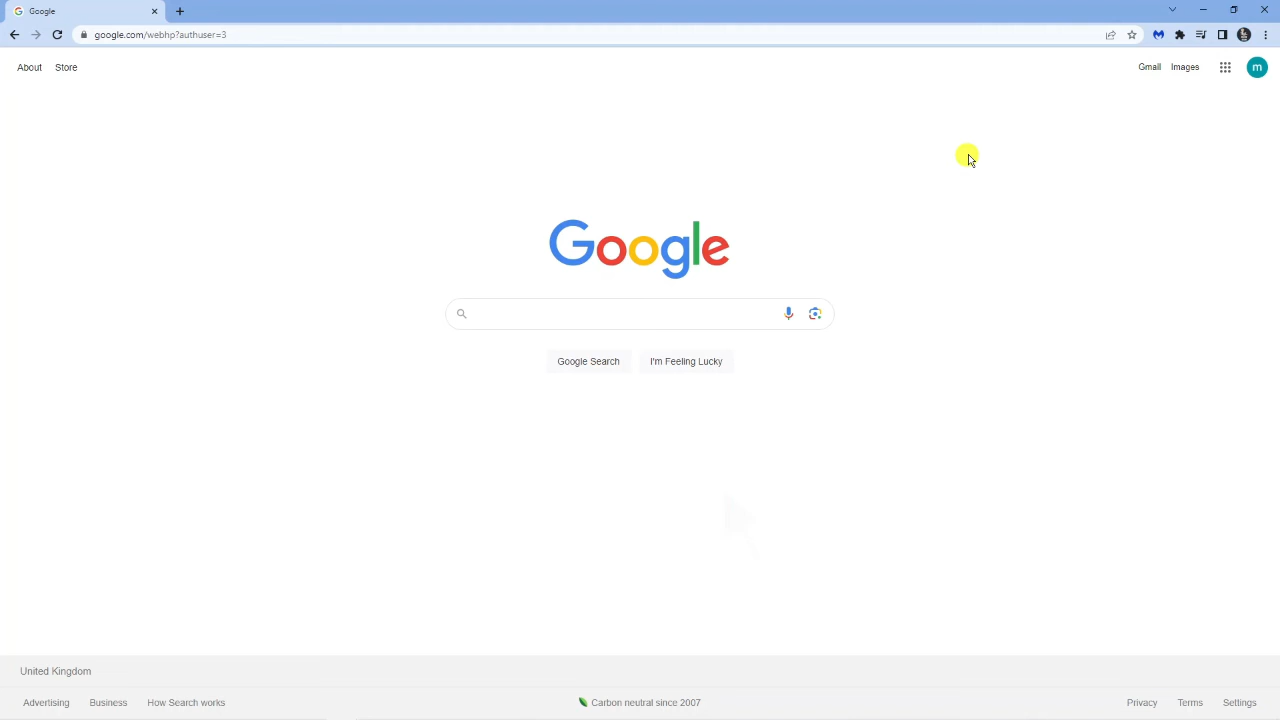 Google
google.com/webhp?authuser=3
About Store
Gmail Images
m
Google
Google Search I'm Feeling Lucky
United Kingdom
Advertising Business How Search works
Carbon neutral since 2007
Privacy Terms Settings